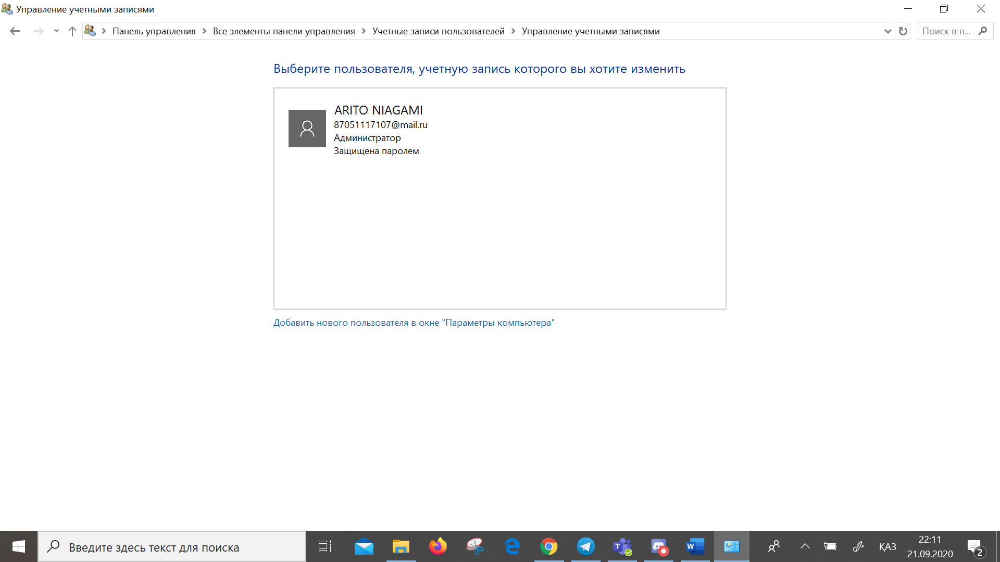 Управление учетными записями
Панель управления > Все элементы панели управления > Учетные записи пользователей > Управление учетными записями
Поиск в п...
Выберите пользователя, учетную запись которого вы хотите изменить
ARITO NIAGAMI
87051117107@mail.ru
Администратор
Защищена паролем
Добавить нового пользователя в окне "Параметры компьютера"
Введите здесь текст для поиска
ҚАЗ
22:11
21.09.2020
2